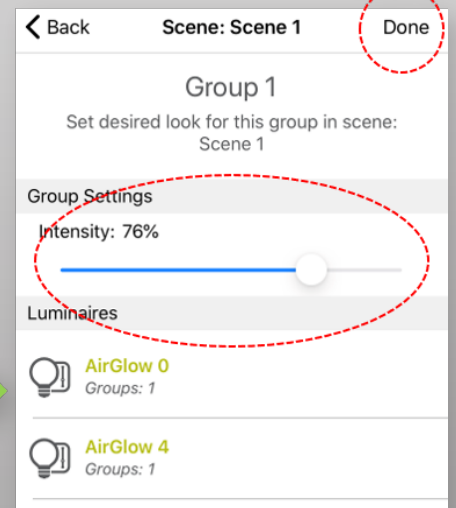 Back Scene: Scene 1 Done
Group 1
Set desired look for this group in scene:
Scene 1
Group Settings
Intensity: 76%
Luminaires
AirGlow 0
Groups: 1
AirGlow 4
Groups: 1